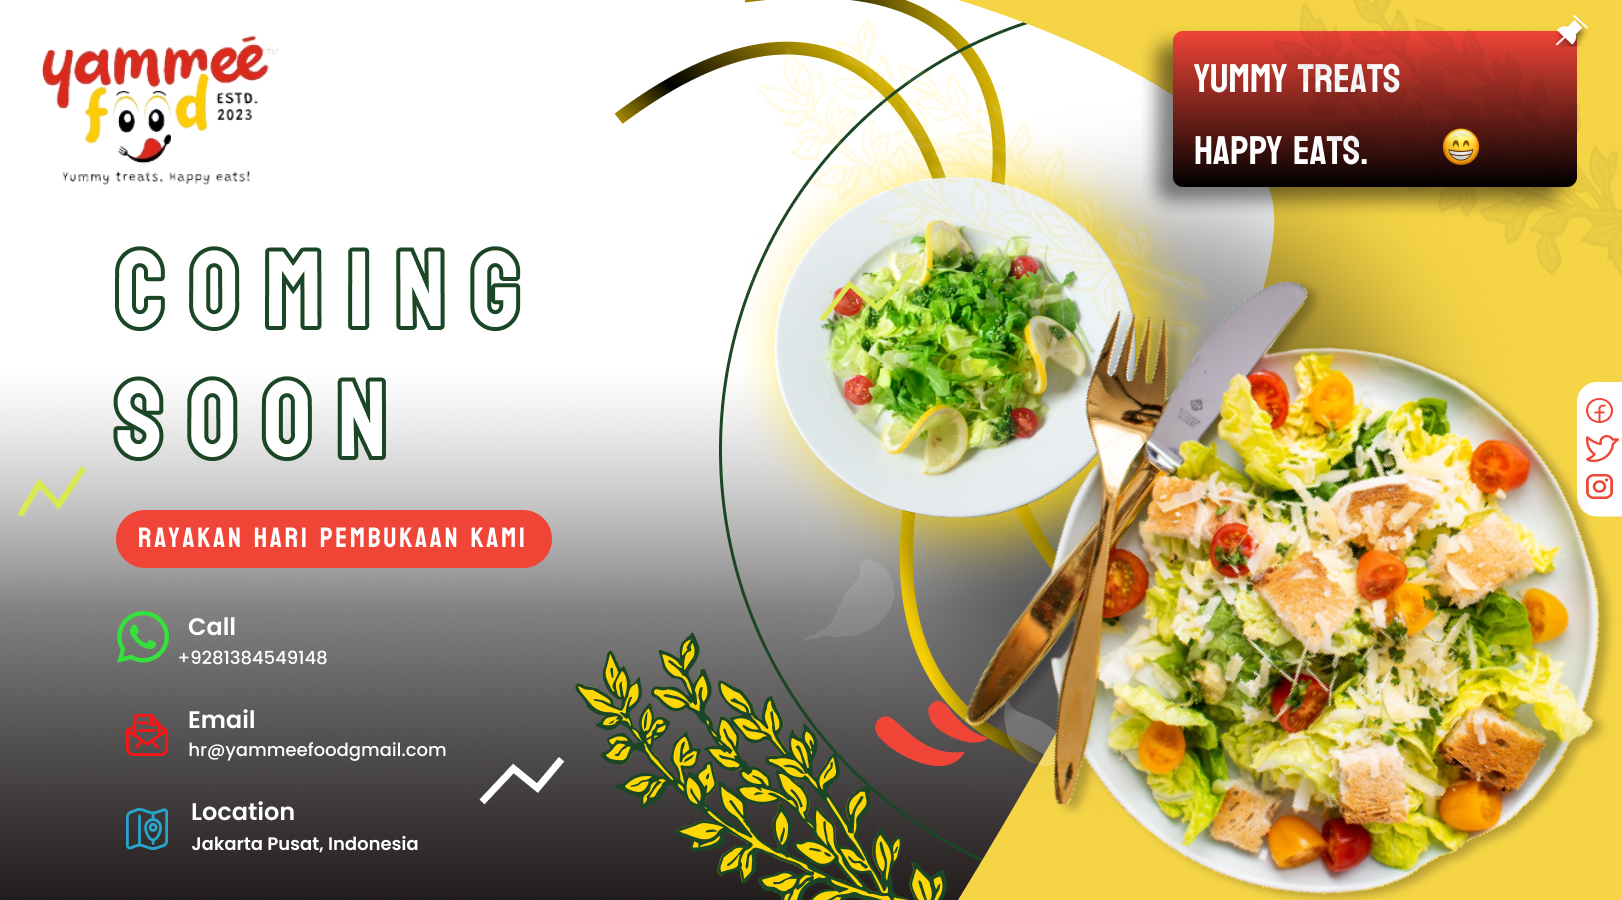 yammeé
food
ESTD.
2023
Yummy treats, Happy eats!
YUMMY TREATS
HAPPY EATS.
COMING
SOON
RAYAKAN HARI PEMBUKAAN KAMI
Call
+9281384549148
Email
hr@yammeefoodgmail.com
Location
Jakarta Pusat, Indonesia